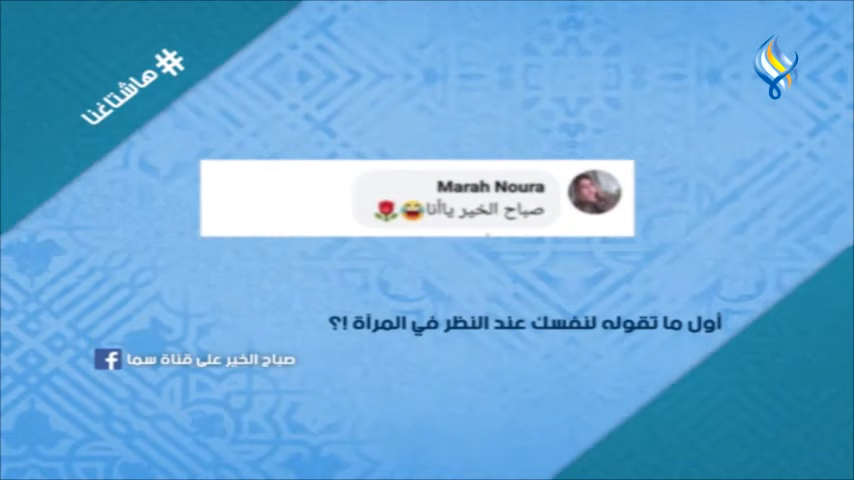 #هاشتاغنا
Marah Noura
صباح الخير ياأنا😂🌹
أول ما تقوله لنفسك عند النظر في المرآة !؟
صباح الخير على قناة سما